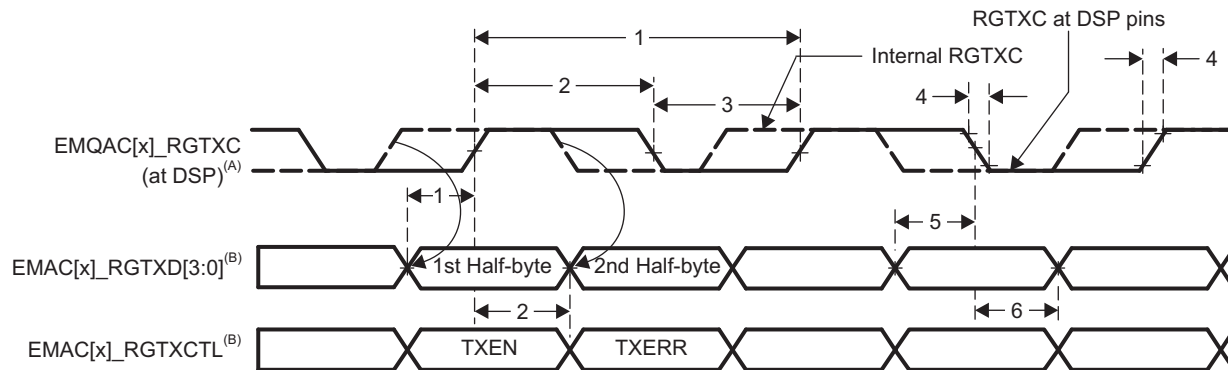 RGTXC at DSP pins
1
Internal RGTXC
4
2
4
3
EMQAC[x]_RGTXC
(at DSP)(A)
1
5
EMAC[x]_RGTXD[3:0](B)
1st Half-byte
2nd Half-byte
2
6
EMAC[x]_RGTXCTL(B)
TXEN
TXERR